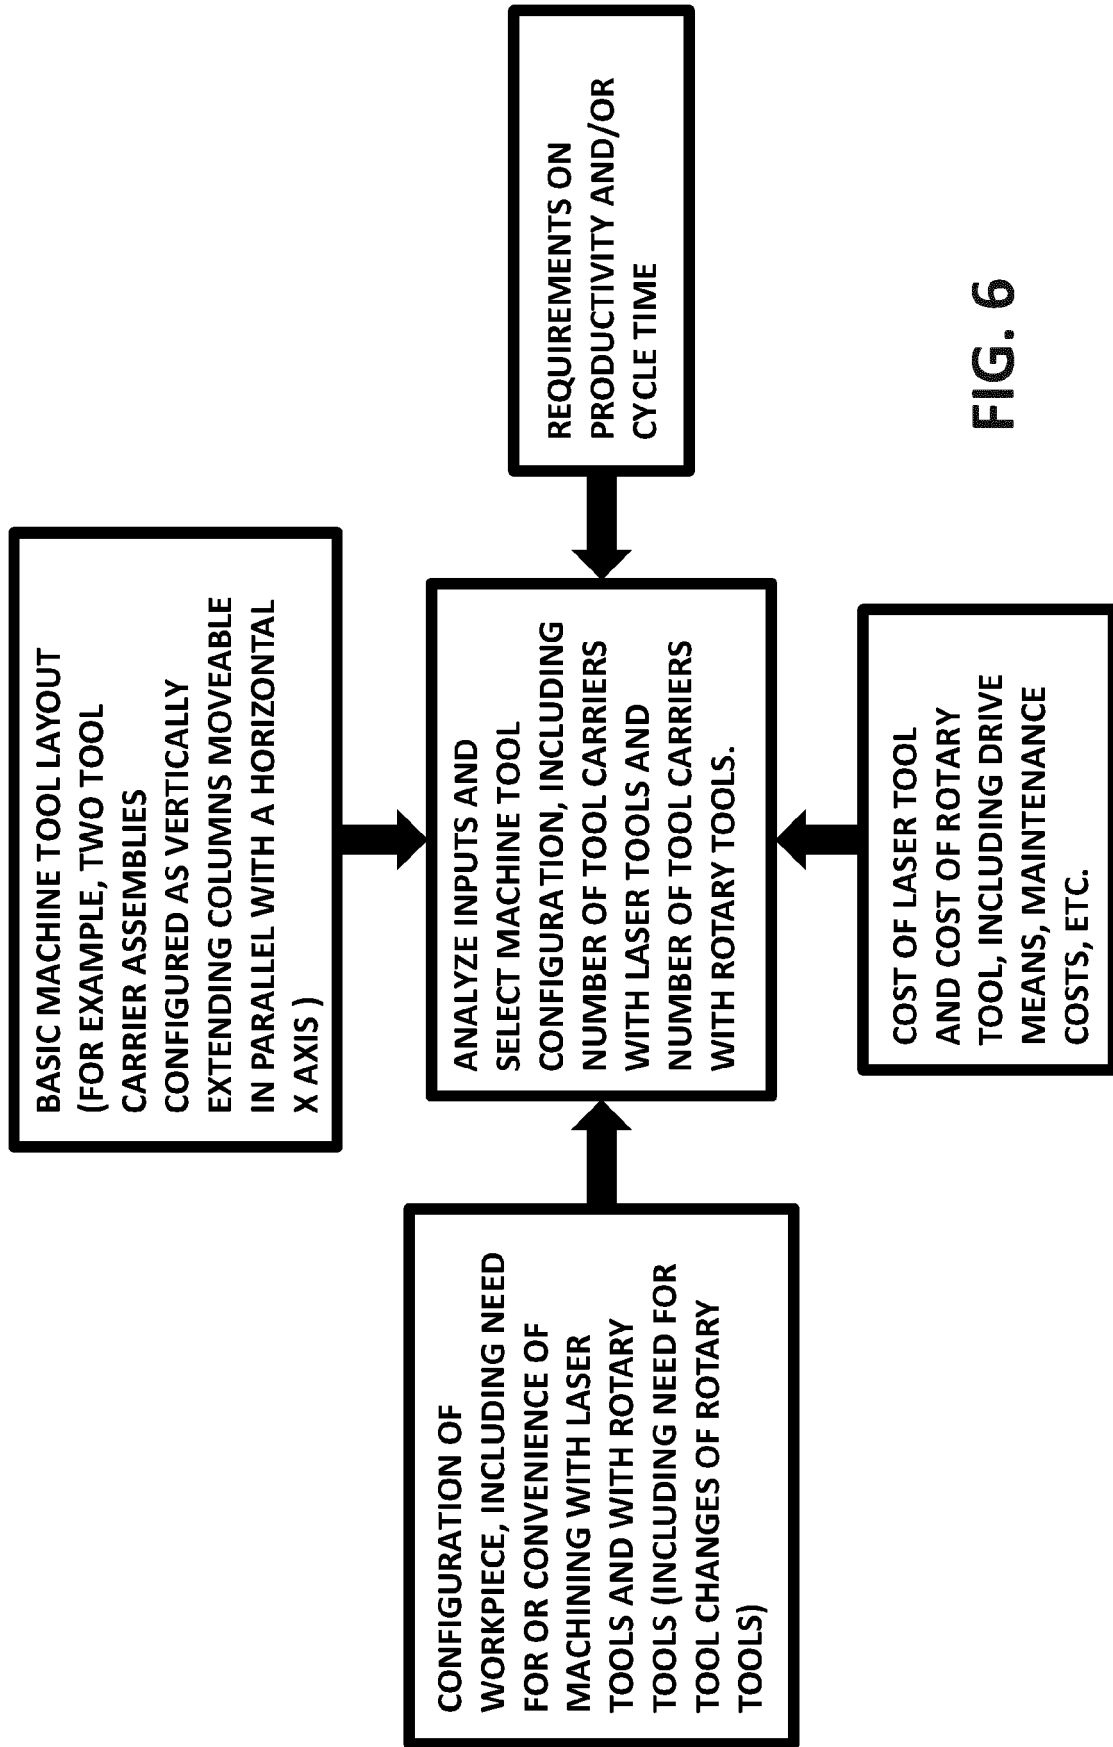 BASIC MACHINE TOOL LAYOUT
(FOR EXAMPLE, TWO TOOL
CARRIER ASSEMBLIES
CONFIGURED AS VERTICALLY
EXTENDING COLUMNS MOVEABLE
IN PARALLEL WITH A HORIZONTAL
X AXIS )
CONFIGURATION OF
WORKPIECE, INCLUDING NEED
FOR OR CONVENIENCE OF
MACHINING WITH LASER
TOOLS AND WITH ROTARY
TOOLS (INCLUDING NEED FOR
TOOL CHANGES OF ROTARY
TOOLS)
ANALYZE INPUTS AND
SELECT MACHINE TOOL
CONFIGURATION, INCLUDING
NUMBER OF TOOL CARRIERS
WITH LASER TOOLS AND
NUMBER OF TOOL CARRIERS
WITH ROTARY TOOLS.
REQUIREMENTS ON
PRODUCTIVITY AND/OR
CYCLE TIME
COST OF LASER TOOL
AND COST OF ROTARY
TOOL, INCLUDING DRIVE
MEANS, MAINTENANCE
COSTS, ETC.
FIG. 6